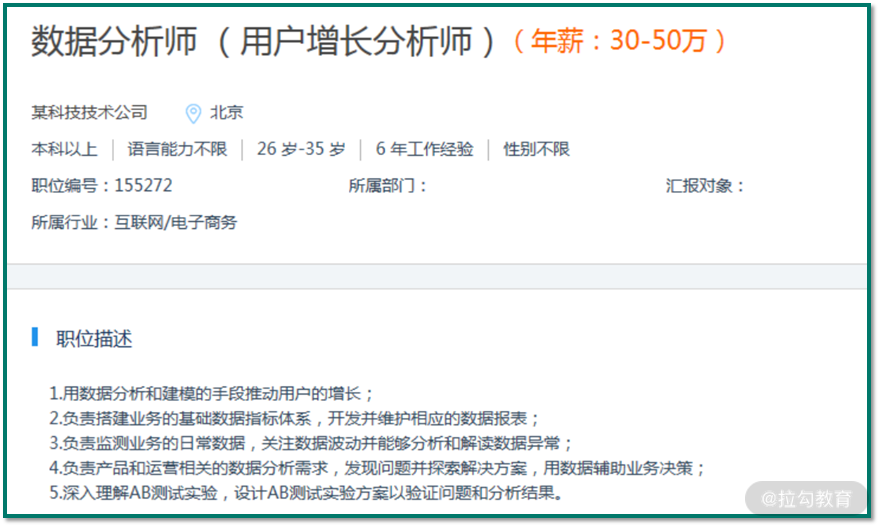 数据分析师（用户增长分析师）（年薪：30-50万）
某科技技术公司 北京
本科以上 语言能力不限 26 岁-35 岁 6 年工作经验 性别不限
职位编号：155272 所属部门： 汇报对象：
所属行业：互联网/电子商务
职位描述
1.用数据分析和建模的手段推动用户的增长；
2.负责搭建业务的基础数据指标体系，开发并维护相应的数据报表；
3.负责监测业务的日常数据，关注数据波动并能够分析和解读数据异常；
4.负责产品和运营相关的数据分析需求，发现问题并探索解决方案，用数据辅助业务决策；
5.深入理解AB测试实验，设计AB测试实验方案以验证问题和分析结果。
@拉勾教育